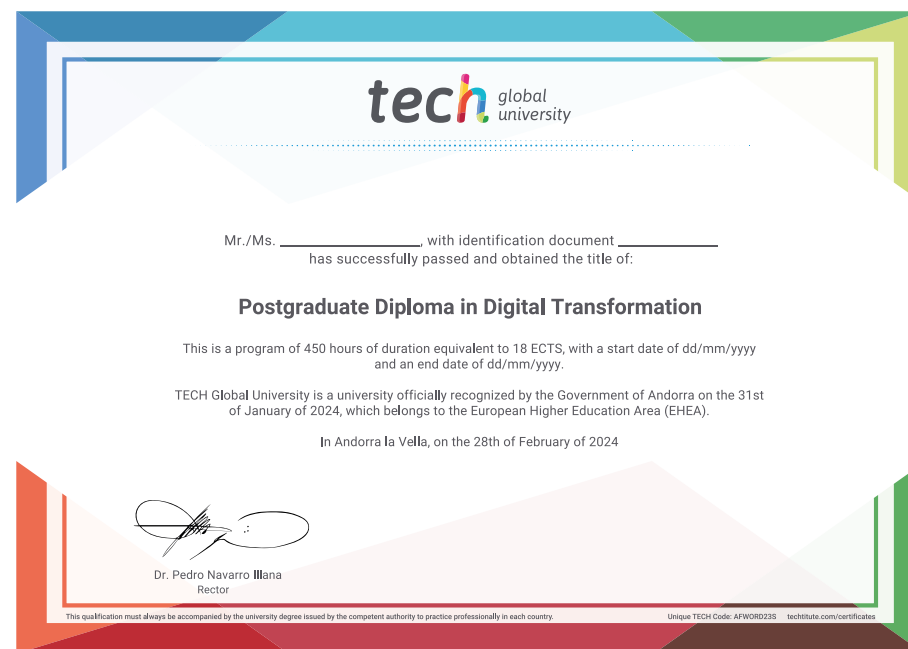 tech global university
Mr./Ms. ____________, with identification document ____________
has successfully passed and obtained the title of:
Postgraduate Diploma in Digital Transformation
This is a program of 450 hours of duration equivalent to 18 ECTS, with a start date of dd/mm/yyyy
and an end date of dd/mm/yyyy.
TECH Global University is a university officially recognized by the Government of Andorra on the 31st
of January of 2024, which belongs to the European Higher Education Area (EHEA).
In Andorra la Vella, on the 28th of February of 2024
Dr. Pedro Navarro Illana
Rector
This qualification must always be accompanied by the university degree issued by the competent authority to practice professionally in each country.
Unique TECH Code: AFWORD23S techtitute.com/certificates